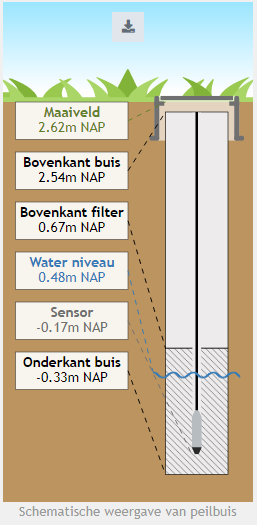 Maaiveld
2.62m NAP
Bovenkant buis
2.54m NAP
Bovenkant filter
0.67m NAP
Water niveau
0.48m NAP
Sensor
-0.17m NAP
Onderkant buis
-0.33m NAP
Schematische weergave van peilbuis